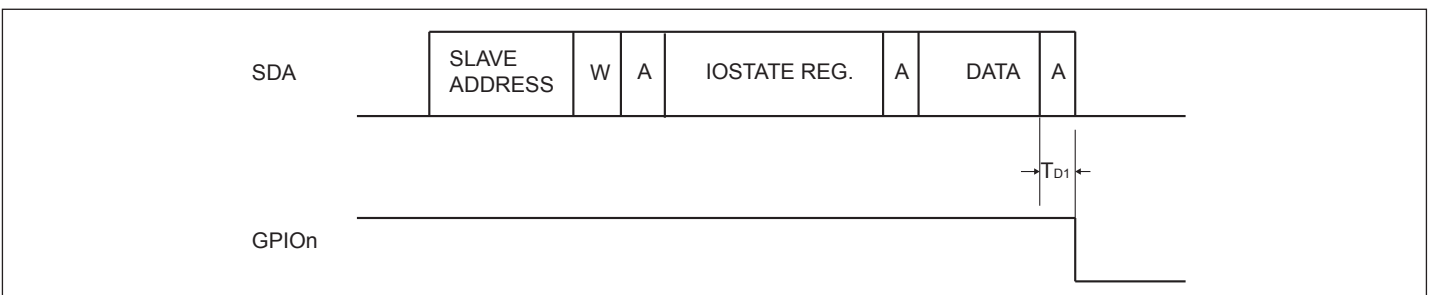 SDA
SLAVE
ADDRESS
W
A
IOSTATE REG.
A
DATA
A
TD1
GPIOn